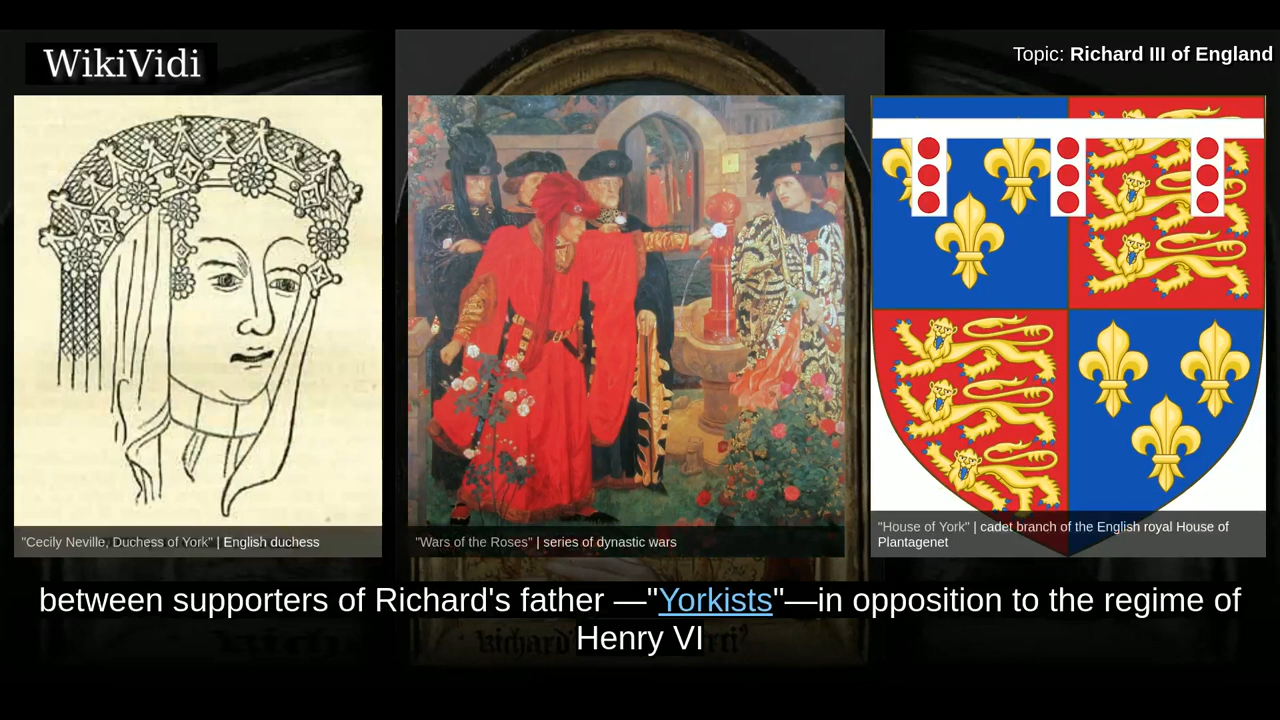 WikiVidi
Topic: Richard III of England
"Cecily Neville, Duchess of York" | English duchess
"Wars of the Roses" | series of dynastic wars
"House of York" | cadet branch of the English royal House of
Plantagenet
between supporters of Richard's father —"Yorkists"—in opposition to the regime of
Henry VI